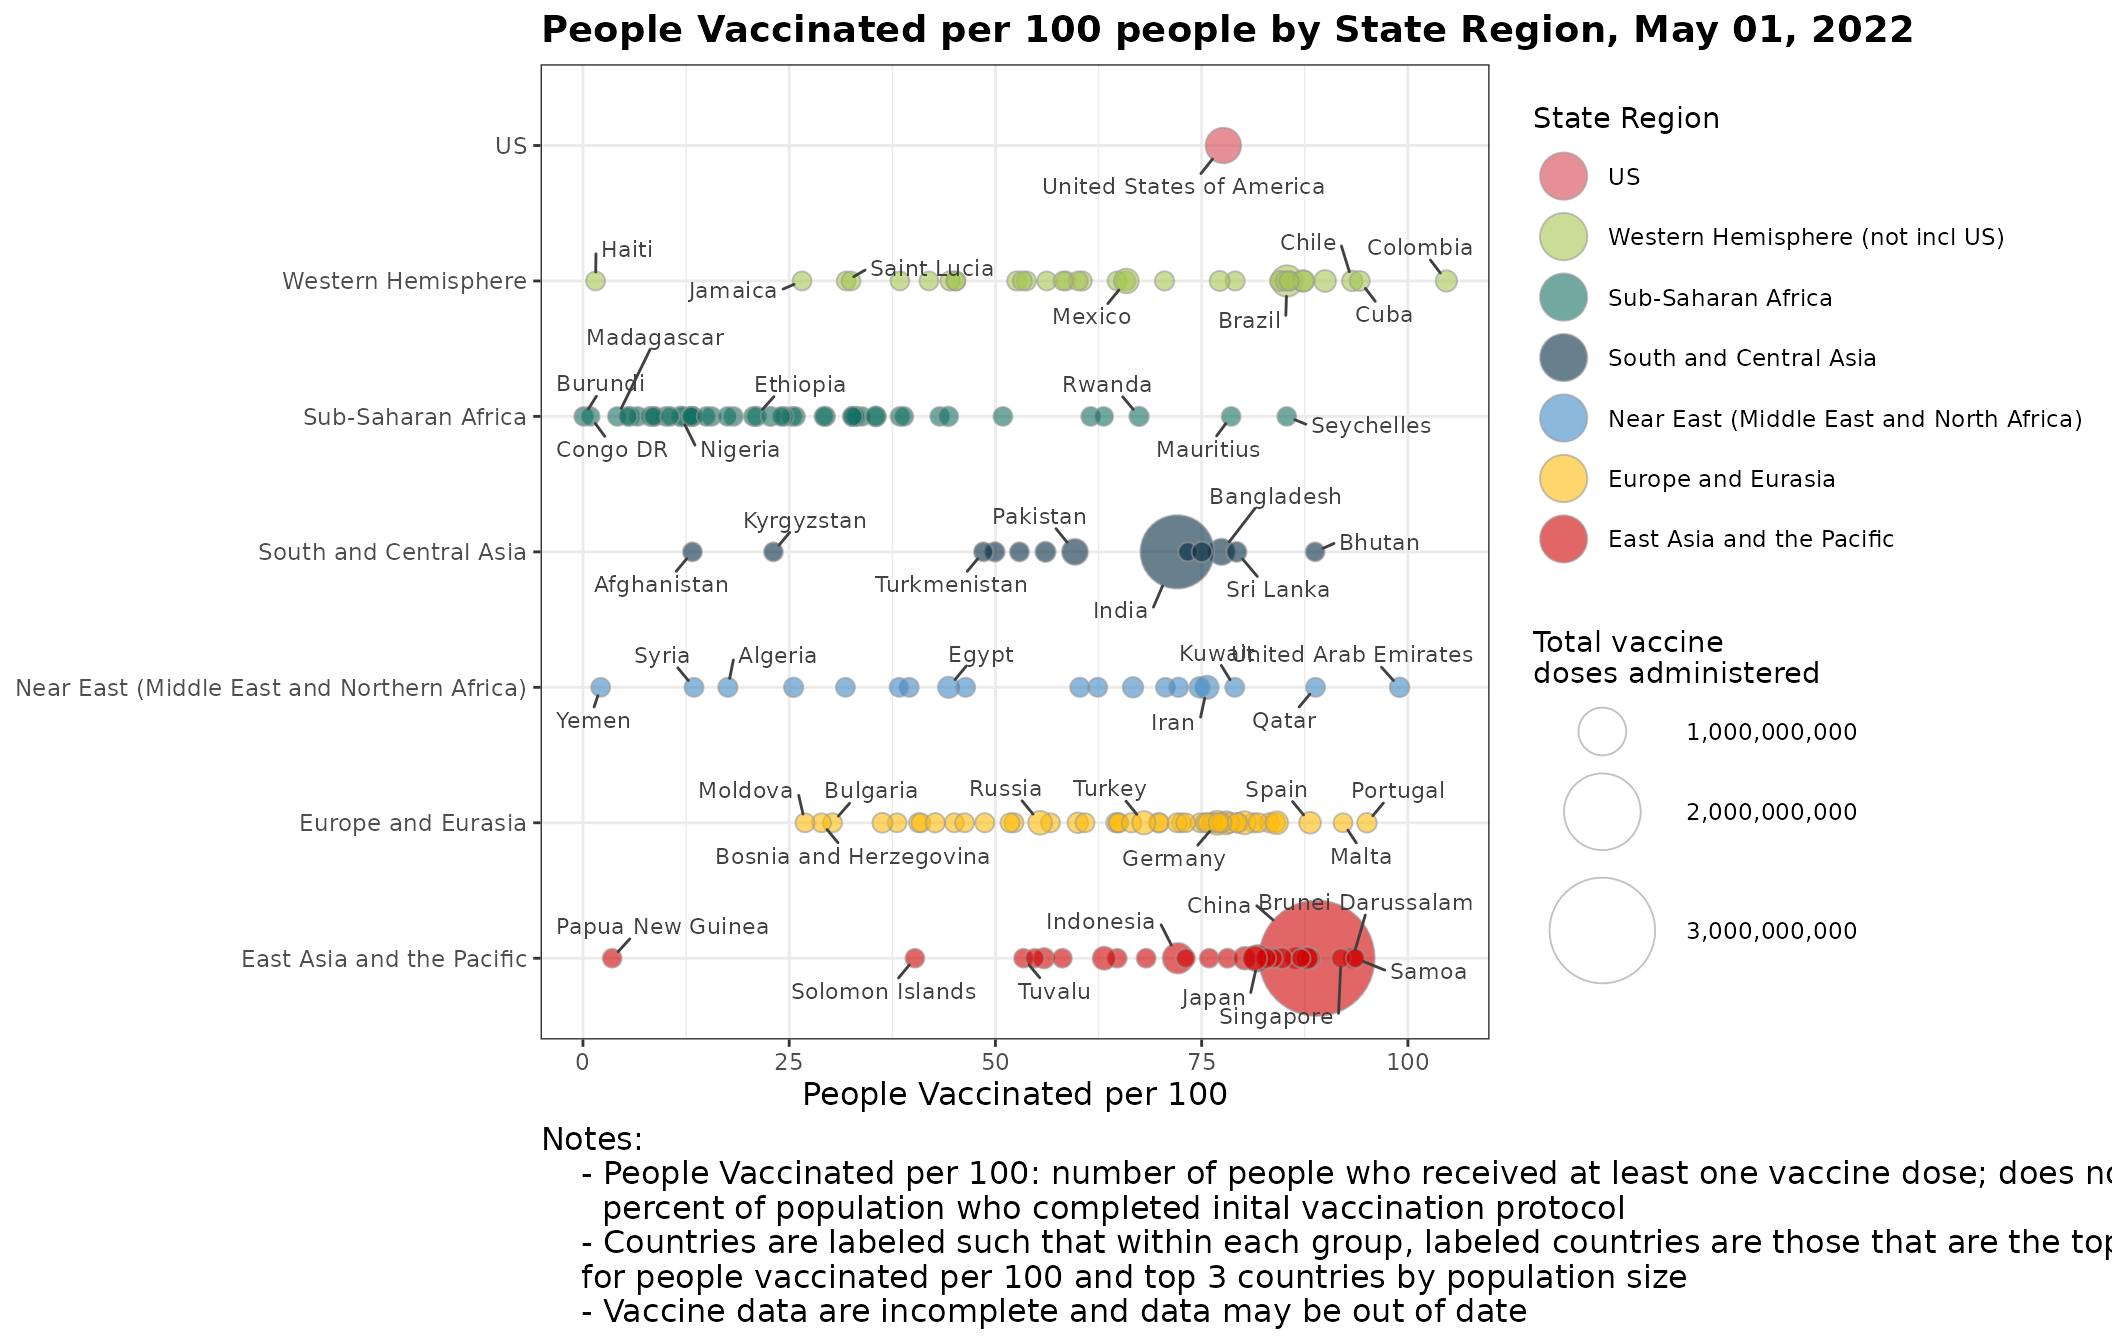 People Vaccinated per 100 people by State Region, May 01, 2022
US
United States of America
Western Hemisphere
Haiti
Jamaica
Saint Lucia
Mexico
Brazil
Chile
Colombia
Cuba
Sub-Saharan Africa
Madagascar
Burundi
Congo DR
Nigeria
Ethiopia
Rwanda
Mauritius
Seychelles
South and Central Asia
Afghanistan
Kyrgyzstan
Turkmenistan
Pakistan
India
Bangladesh
Sri Lanka
Bhutan
Near East (Middle East and Northern Africa)
Yemen
Syria
Algeria
Egypt
Iran
Kuwait
United Arab Emirates
Qatar
Europe and Eurasia
Moldova
Bulgaria
Bosnia and Herzegovina
Russia
Turkey
Germany
Spain
Portugal
Malta
East Asia and the Pacific
Papua New Guinea
Solomon Islands
Tuvalu
Indonesia
China
Brunei Darussalam
Japan
Singapore
Samoa
0
25
50
75
100
People Vaccinated per 100
State Region
US
Western Hemisphere (not incl US)
Sub-Saharan Africa
South and Central Asia
Near East (Middle East and North Africa)
Europe and Eurasia
East Asia and the Pacific
Total vaccine
doses administered
1,000,000,000
2,000,000,000
3,000,000,000
Notes:
- People Vaccinated per 100: number of people who received at least one vaccine dose; does
percent of population who completed inital vaccination protocol
- Countries are labeled such that within each group, labeled countries are those that are the top
for people vaccinated per 100 and top 3 countries by population size
- Vaccine data are incomplete and data may be out of date